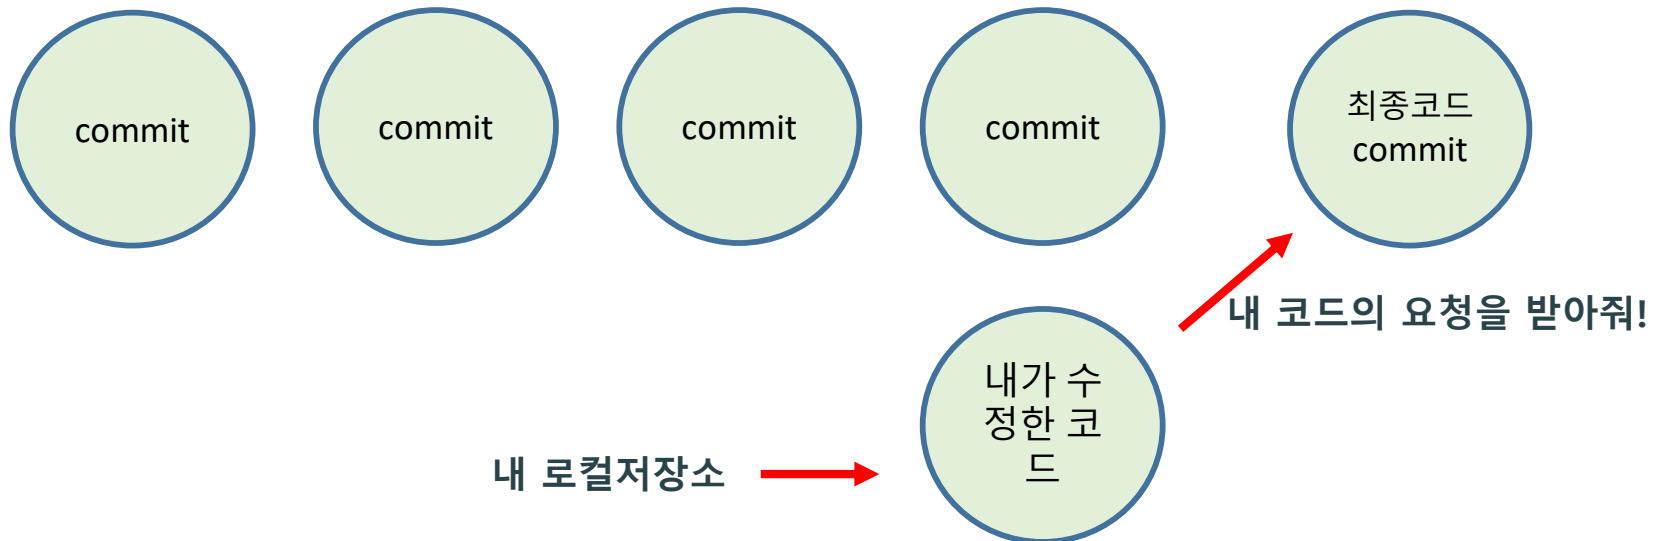 commit
commit
commit
commit
최종코드
commit
내 코드의 요청을 받아줘!
내가 수
정한 코
드
내 로컬저장소